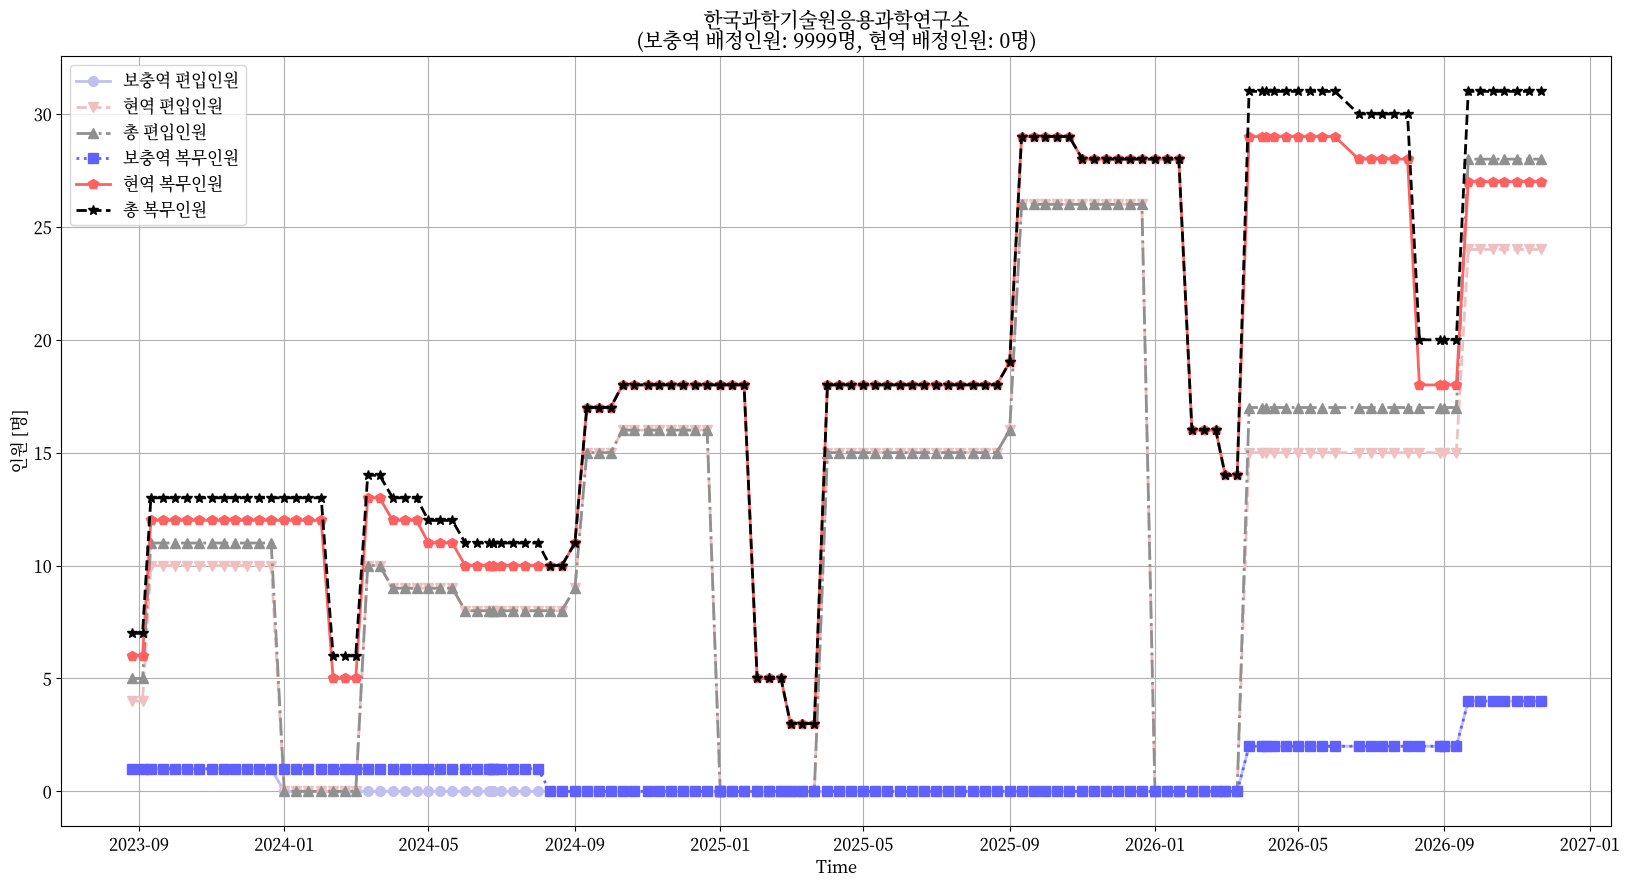 한국과학기술원응용과학연구소
(보충역 배정인원: 9999명, 현역 배정인원: 0명)
보충역 편입인원
현역 편입인원
총 편입인원
보충역 복무인원
현역 복무인원
총 복무인원
인원 [명]
30
25
20
15
10
5
0
2023-09
2024-01
2024-05
2024-09
2025-01
2025-05
2025-09
2026-01
2026-05
2026-09
2027-01
Time